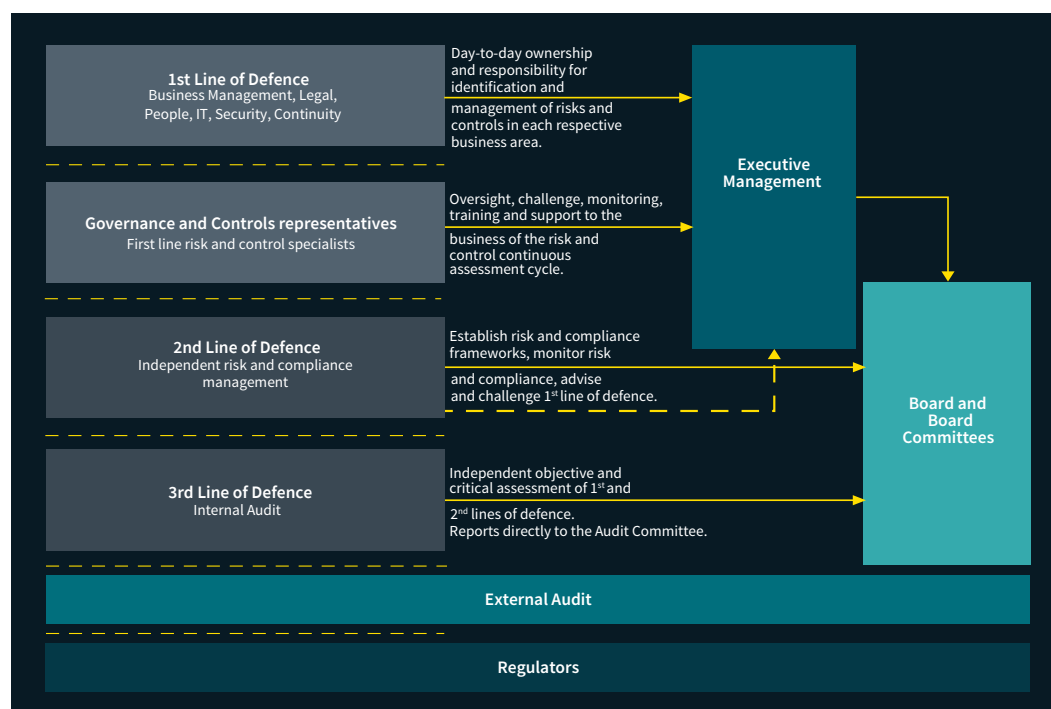 1st Line of Defence
Business Management, Legal,
People, IT, Security, Continuity
Day-to-day ownership
and responsibility for
identification and
management of risks and
controls in each respective
business area.
Executive
Management
Governance and Controls representatives
First line risk and control specialists
Oversight, challenge, monitoring,
training and support to the
business of the risk and
control continuous
assessment cycle.
2nd Line of Defence
Independent risk and compliance
management
Establish risk and compliance
frameworks, monitor risk
and compliance, advise
and challenge 1st line of defence.
Board and
Board
Committees
3rd Line of Defence
Internal Audit
Independent objective and
critical assessment of 1st and
2nd lines of defence.
Reports directly to the Audit Committee.
External Audit
Regulators